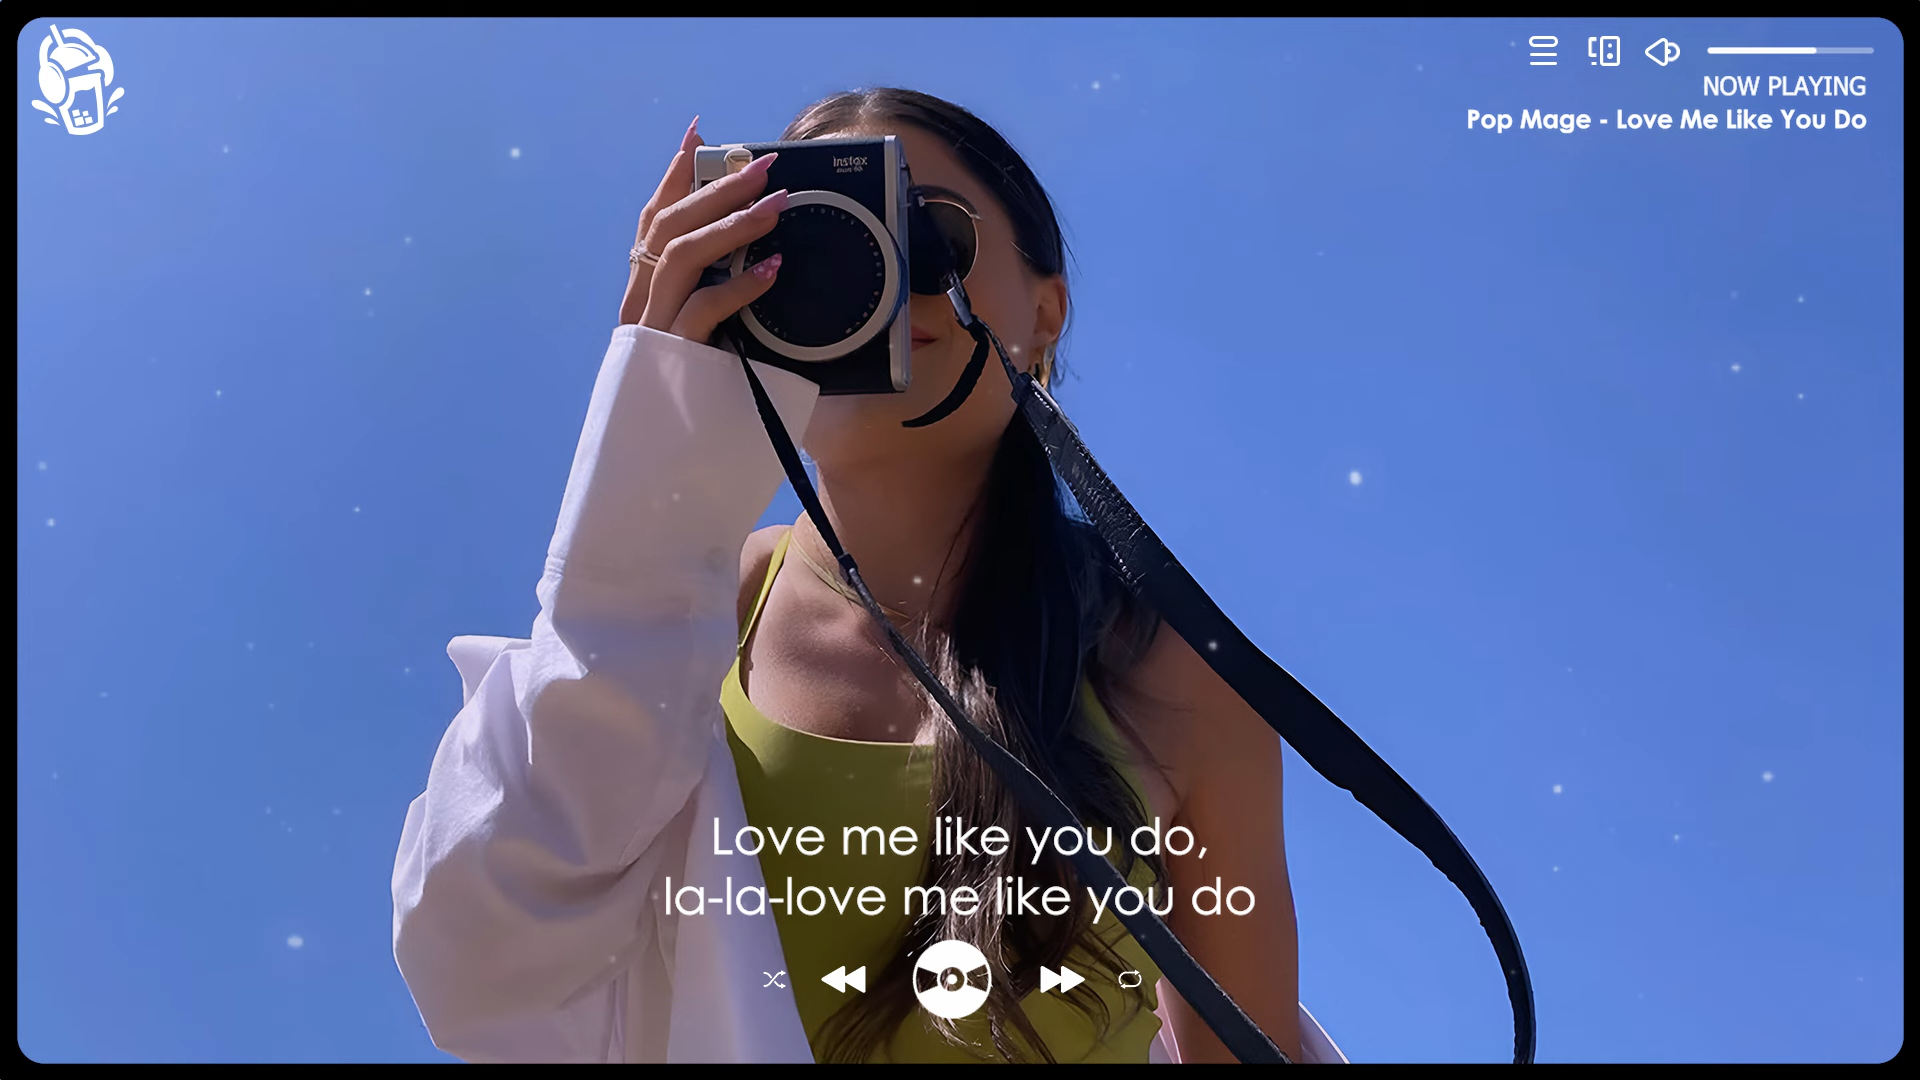 NOW PLAYING
Pop Mage - Love Me Like You Do
instax
Love me like you do,
la-la-love me like you do